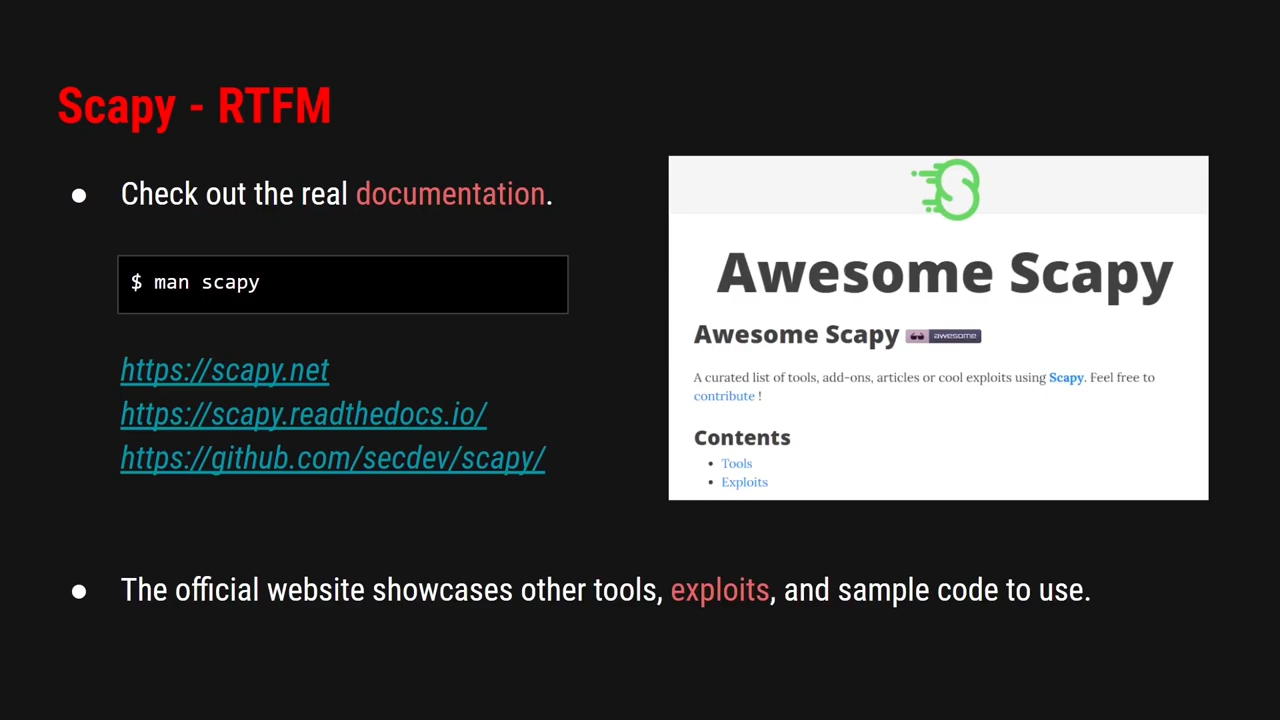 Scapy - RTFM
● Check out the real documentation.
$ man scapy
https://scapy.net
https://scapy.readthedocs.io/
https://github.com/secdev/scapy/
Awesome Scapy
Awesome Scapy awesome
A curated list of tools, add-ons, articles or cool exploits using Scapy. Feel free to
contribute !
Contents
• Tools
• Exploits
● The official website showcases other tools, exploits, and sample code to use.